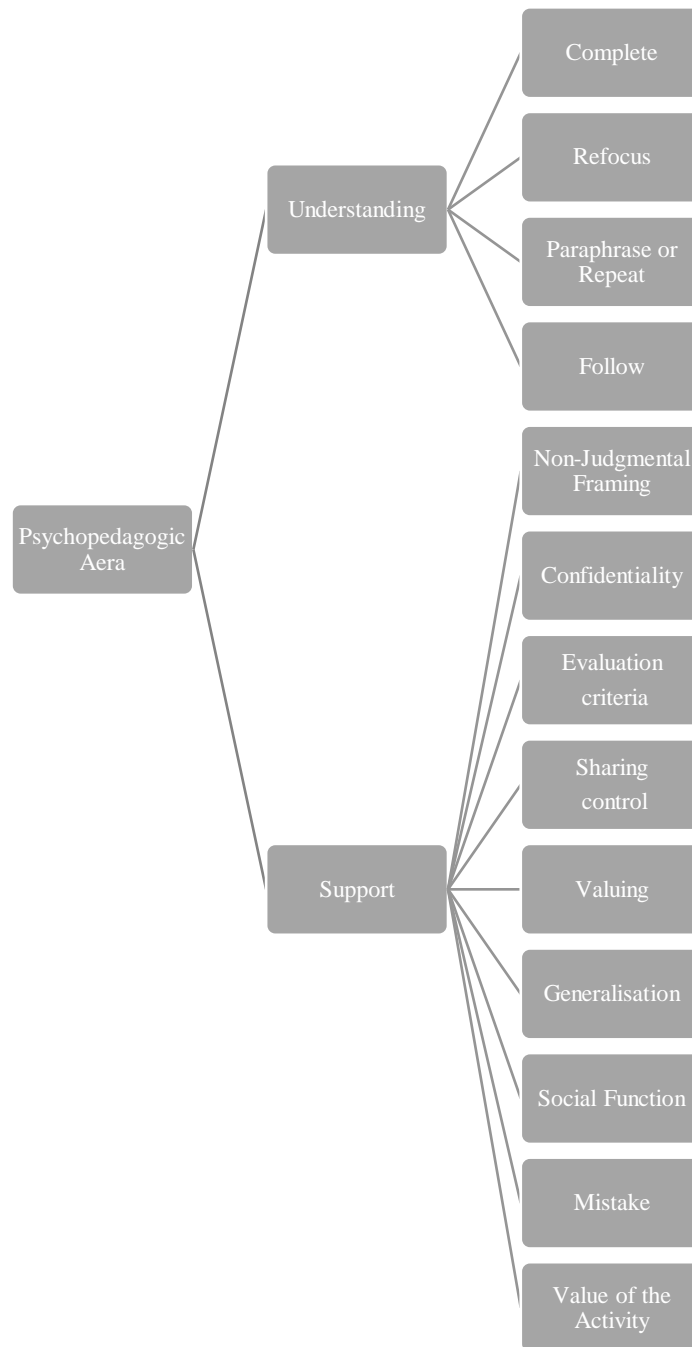 Complete
Refocus
Understanding
Paraphrase or
Repeat
Follow
Non-Judgmental
Framing
Psychopedagogic
Aera
Confidentiality
Evaluation
criteria
Sharing
control
Support
Valuing
Generalisation
Social Function
Mistake
Value of the
Activity